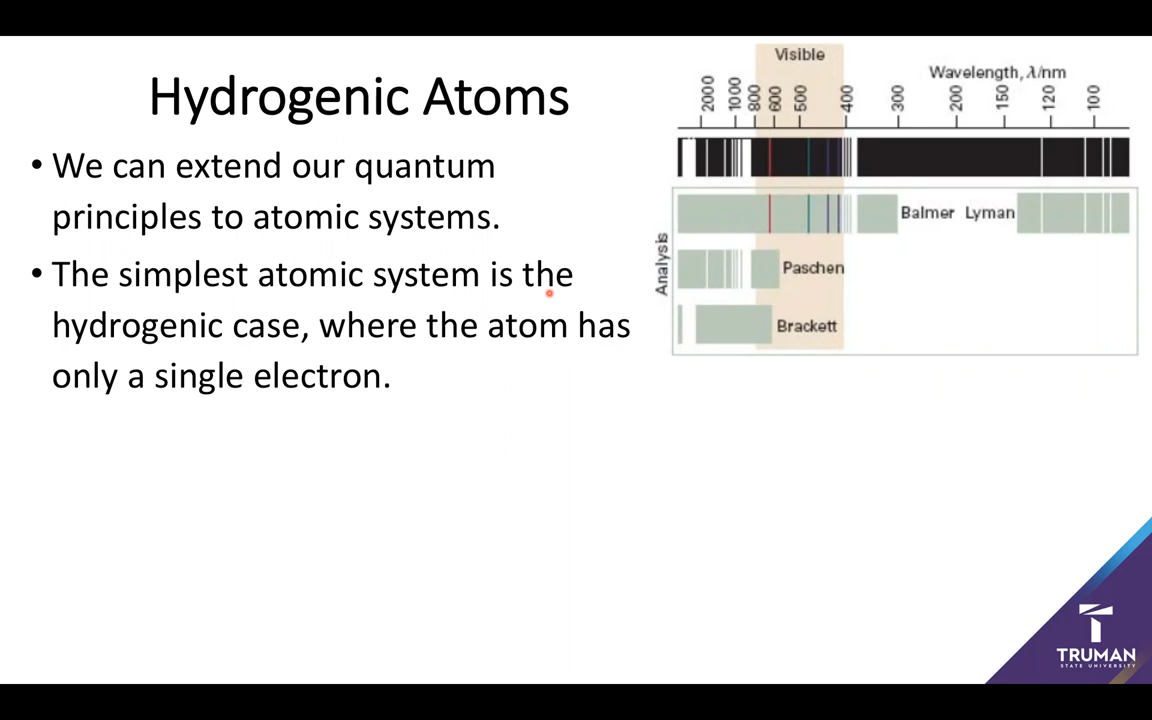 Hydrogenic Atoms
• We can extend our quantum
principles to atomic systems.
• The simplest atomic system is the
hydrogenic case, where the atom has
only a single electron.
Visible
Wavelength, λ/nm
2000 1000 800 600 500 400 300 200 150 120 100
Analysis
Balmer Lyman
Paschen
Brackett
T
TRUMAN
STATE UNIVERSITY